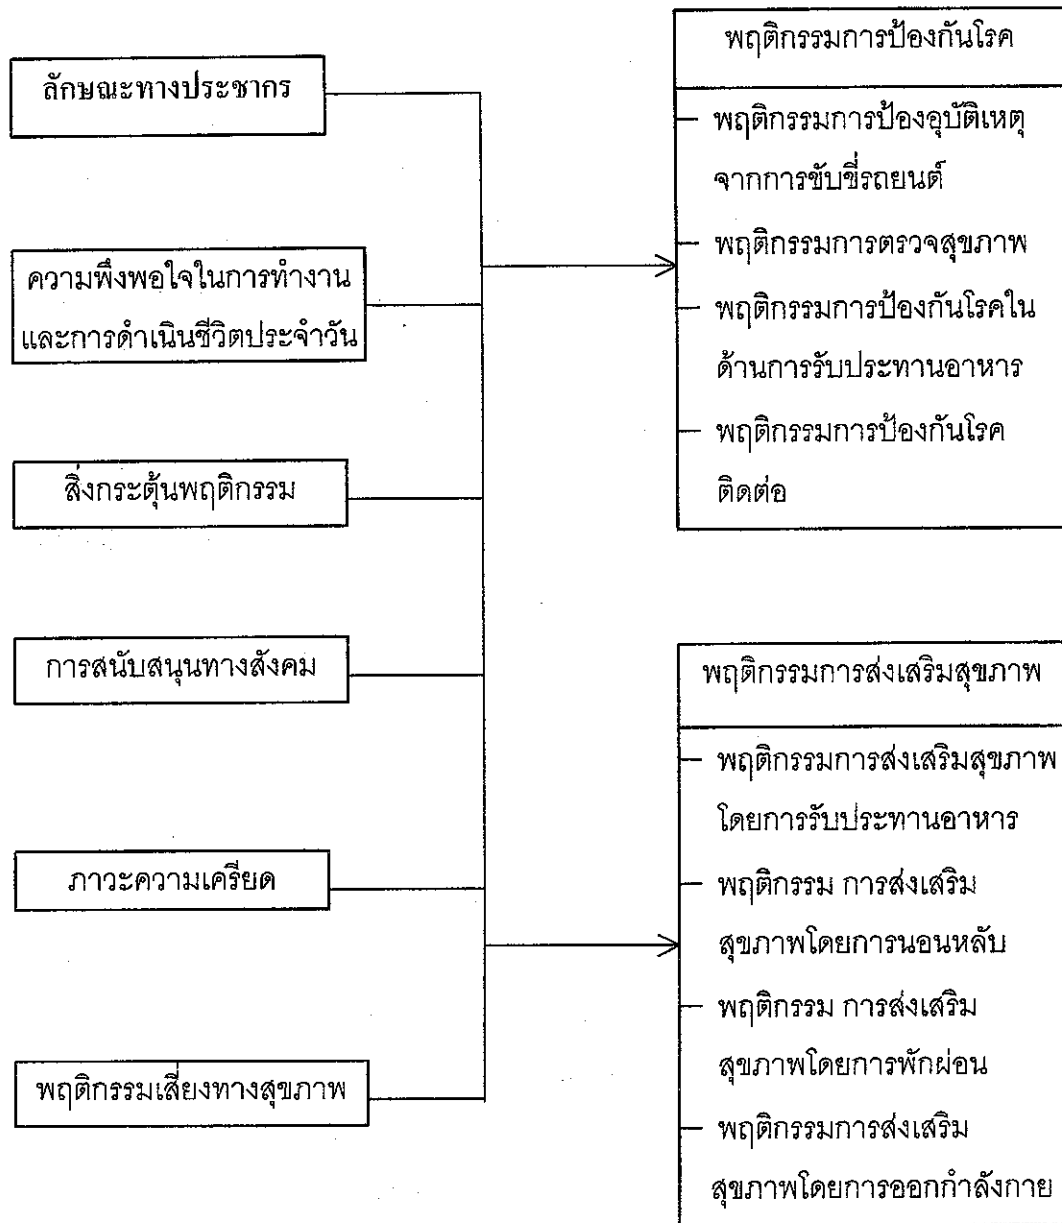 ลักษณะทางประชากร
ความพึงพอใจในการทำงาน
และการดำเนินชีวิตประจำวัน
สิ่งกระตุ้นพฤติกรรม
การสนับสนุนทางสังคม
ภาวะความเครียด
พฤติกรรมเสี่ยงทางสุขภาพ
พฤติกรรมการป้องกันโรค
– พฤติกรรมการป้องอุบัติเหตุ
จากการขับขี่รถยนต์
– พฤติกรรมการตรวจสุขภาพ
– พฤติกรรมการป้องกันโรคใน
ด้านการรับประทานอาหาร
– พฤติกรรมการป้องกันโรค
ติดต่อ
พฤติกรรมการส่งเสริมสุขภาพ
– พฤติกรรมการส่งเสริมสุขภาพ
โดยการรับประทานอาหาร
– พฤติกรรม การส่งเสริม
สุขภาพโดยการนอนหลับ
– พฤติกรรม การส่งเสริม
สุขภาพโดยการพักผ่อน
– พฤติกรรมการส่งเสริม
สุขภาพโดยการออกกำลังกาย